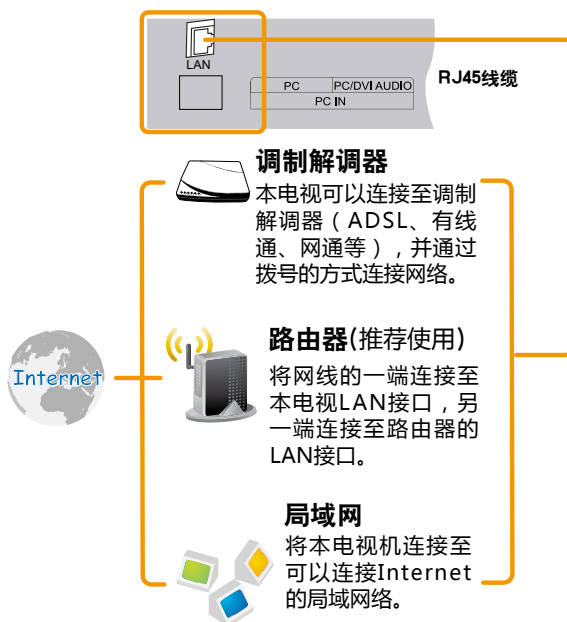 LAN
PC PC/DVI AUDIO
PC IN
RJ45线缆
调制解调器
本电视可以连接至调制
解调器（ADSL、有线
通、网通等），并通过
拨号的方式连接网络。
Internet
路由器(推荐使用)
将网线的一端连接至
本电视LAN接口，另
一端连接至路由器的
LAN接口。
局域网
将本电视机连接至
可以连接Internet
的局域网络。